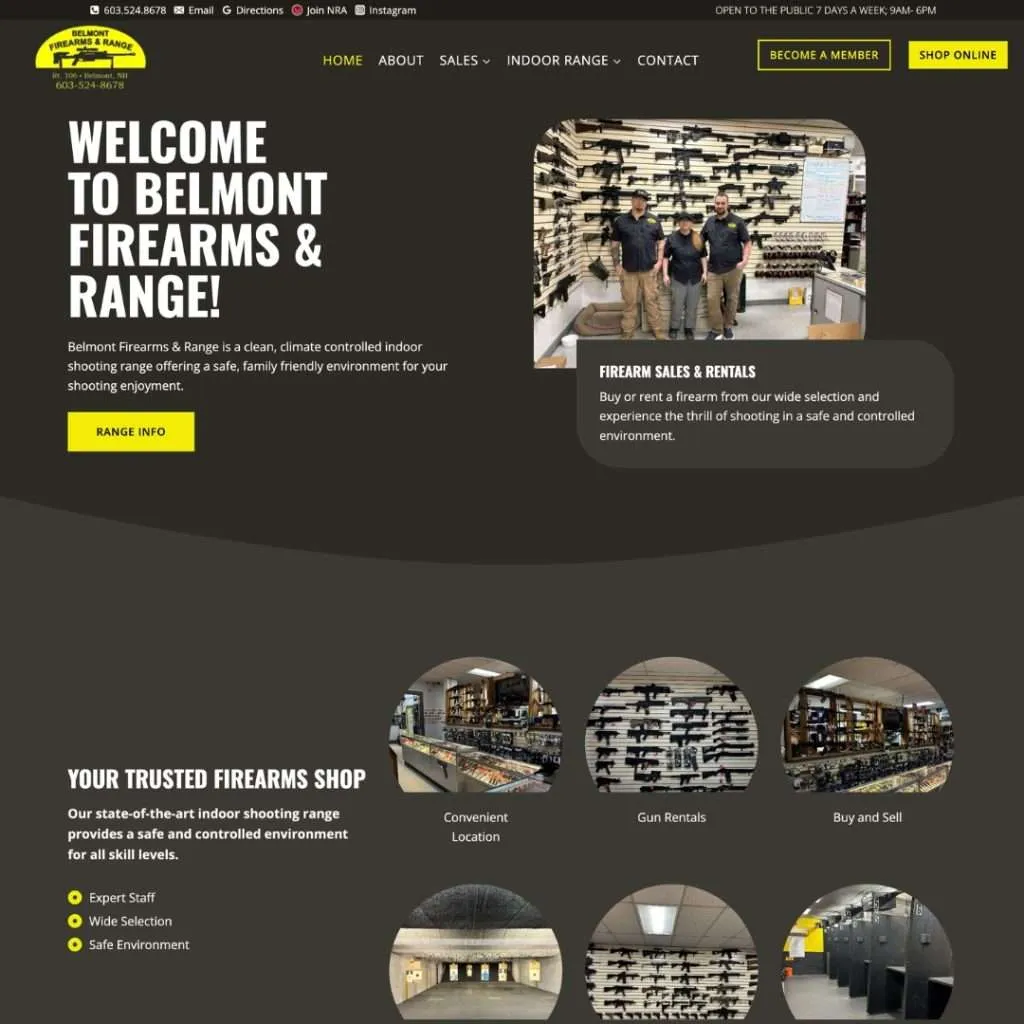 603.524.8678 Email Directions Join NRA Instagram
OPEN TO THE PUBLIC 7 DAYS A WEEK; 9AM- 6PM
BELMONT
FIREARMS & RANGE
Rt. 106 • Belmont, NH
603-524-8678
HOME ABOUT SALES INDOOR RANGE CONTACT
BECOME A MEMBER
SHOP ONLINE
WELCOME
TO BELMONT
FIREARMS &
RANGE!
Belmont Firearms & Range is a clean, climate controlled indoor
shooting range offering a safe, family friendly environment for your
shooting enjoyment.
RANGE INFO
FIREARM SALES & RENTALS
Buy or rent a firearm from our wide selection and
experience the thrill of shooting in a safe and controlled
environment.
YOUR TRUSTED FIREARMS SHOP
Our state-of-the-art indoor shooting range
provides a safe and controlled environment
for all skill levels.
Expert Staff
Wide Selection
Safe Environment
Convenient
Location
Gun Rentals
Buy and Sell